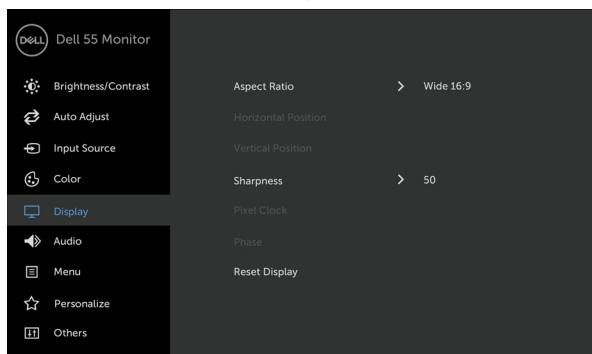 DELL Dell 55 Monitor
Brightness/Contrast
Auto Adjust
Input Source
Color
Display
Audio
Menu
Personalize
Others
Aspect Ratio > Wide 16:9
Horizontal Position
Vertical Position
Sharpness > 50
Pixel Clock
Phase
Reset Display